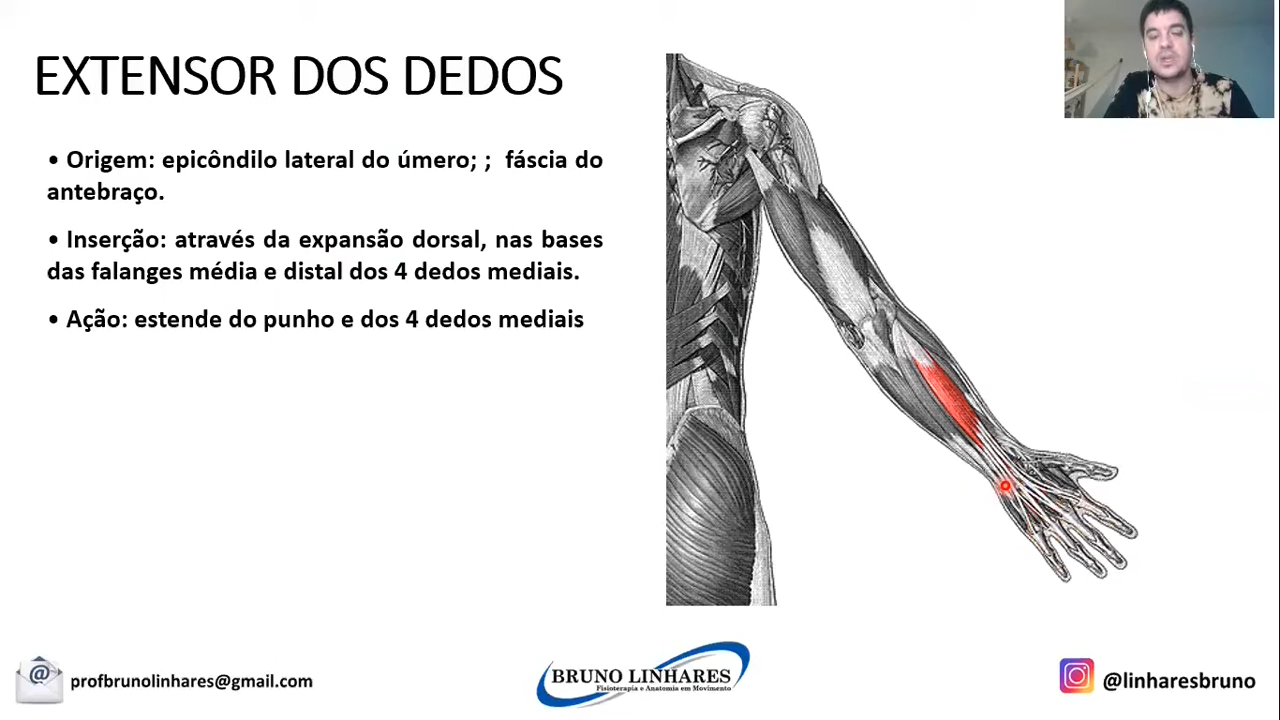 EXTENSOR DOS DEDOS
• Origem: epicôndilo lateral do úmero; ; fáscia do
antebraço.
• Inserção: através da expansão dorsal, nas bases
das falanges média e distal dos 4 dedos mediais.
• Ação: estende do punho e dos 4 dedos mediais
@
profbrunolinhares@gmail.com
BRUNO LINHARES
Fisioterapia e Anatomia em Movimento
@linharesbruno